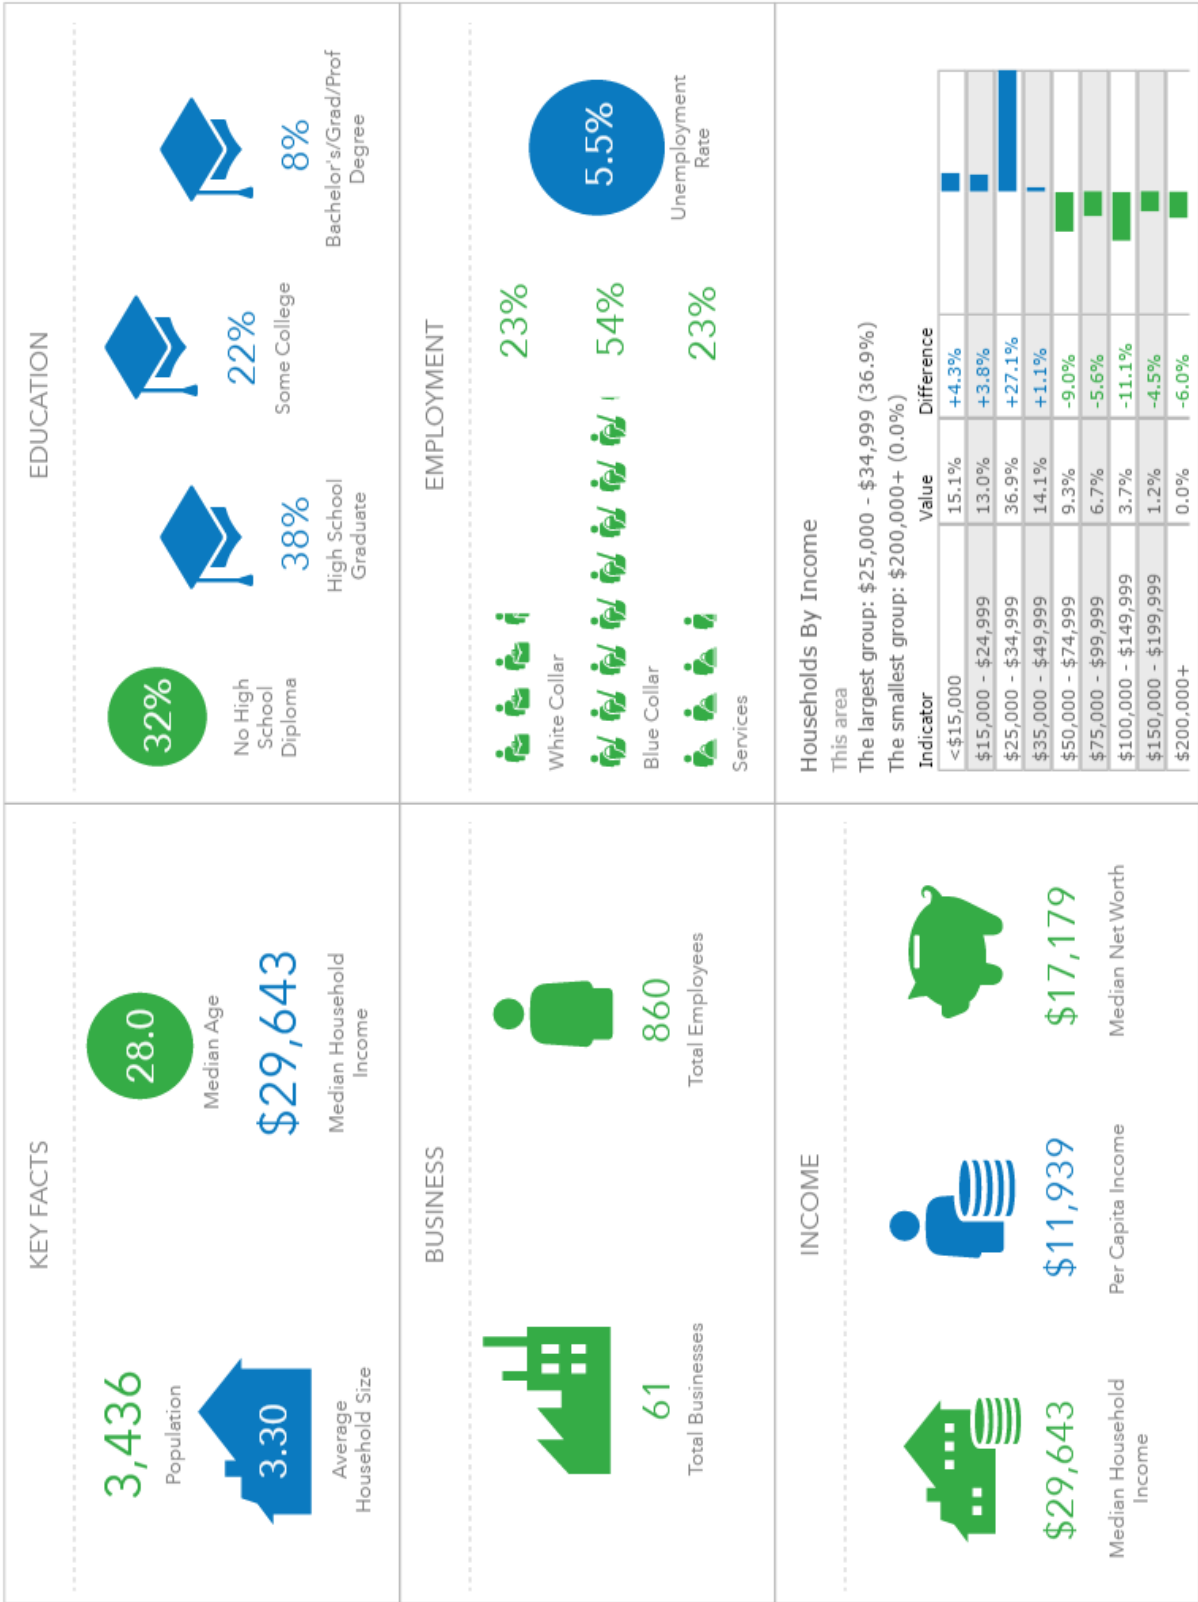 KEY FACTS
3,436
Population
3.30
Average
Household Size
28.0
Median Age
$29,643
Median Household
Income
EDUCATION
32%
No High
School
Diploma
38%
High School
Graduate
22%
Some College
8%
Bachelor's/Grad/Prof
Degree
BUSINESS
61
Total Businesses
860
Total Employees
EMPLOYMENT
White Collar
23%
Blue Collar
54%
Services
23%
5.5%
Unemployment
Rate
INCOME
$29,643
Median Household
Income
$11,939
Per Capita Income
$17,179
Median Net Worth
Households By Income
This area
The largest group: $25,000 - $34,999 (36.9%)
The smallest group: $200,000+ (0.0%)
Indicator Value Difference
<$15,000 15.1% +4.3%
$15,000 - $24,999 13.0% +3.8%
$25,000 - $34,999 36.9% +27.1%
$35,000 - $49,999 14.1% +1.1%
$50,000 - $74,999 9.3% -9.0%
$75,000 - $99,999 6.7% -5.6%
$100,000 - $149,999 3.7% -11.1%
$150,000 - $199,999 1.2% -4.5%
$200,000+ 0.0% -6.0%